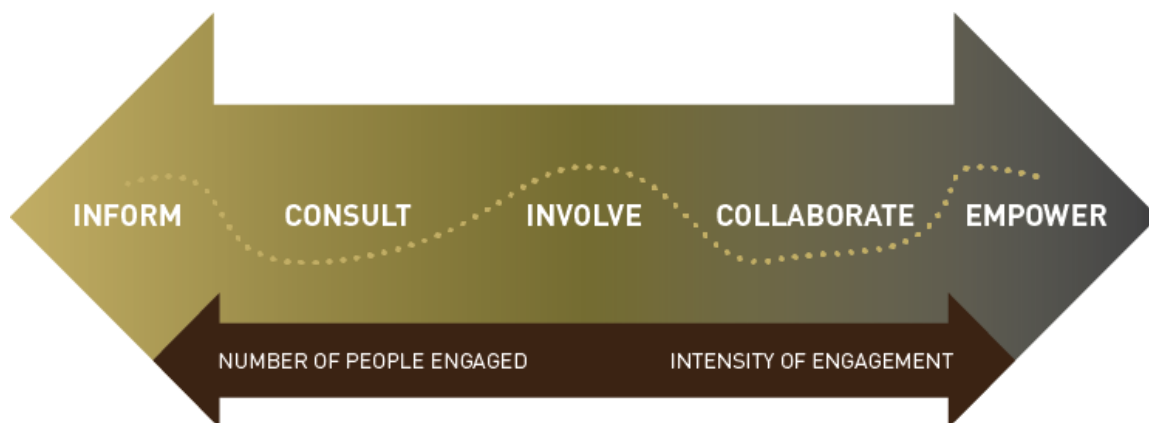 INFORM CONSULT INVOLVE COLLABORATE EMPOWER
NUMBER OF PEOPLE ENGAGED INTENSITY OF ENGAGEMENT